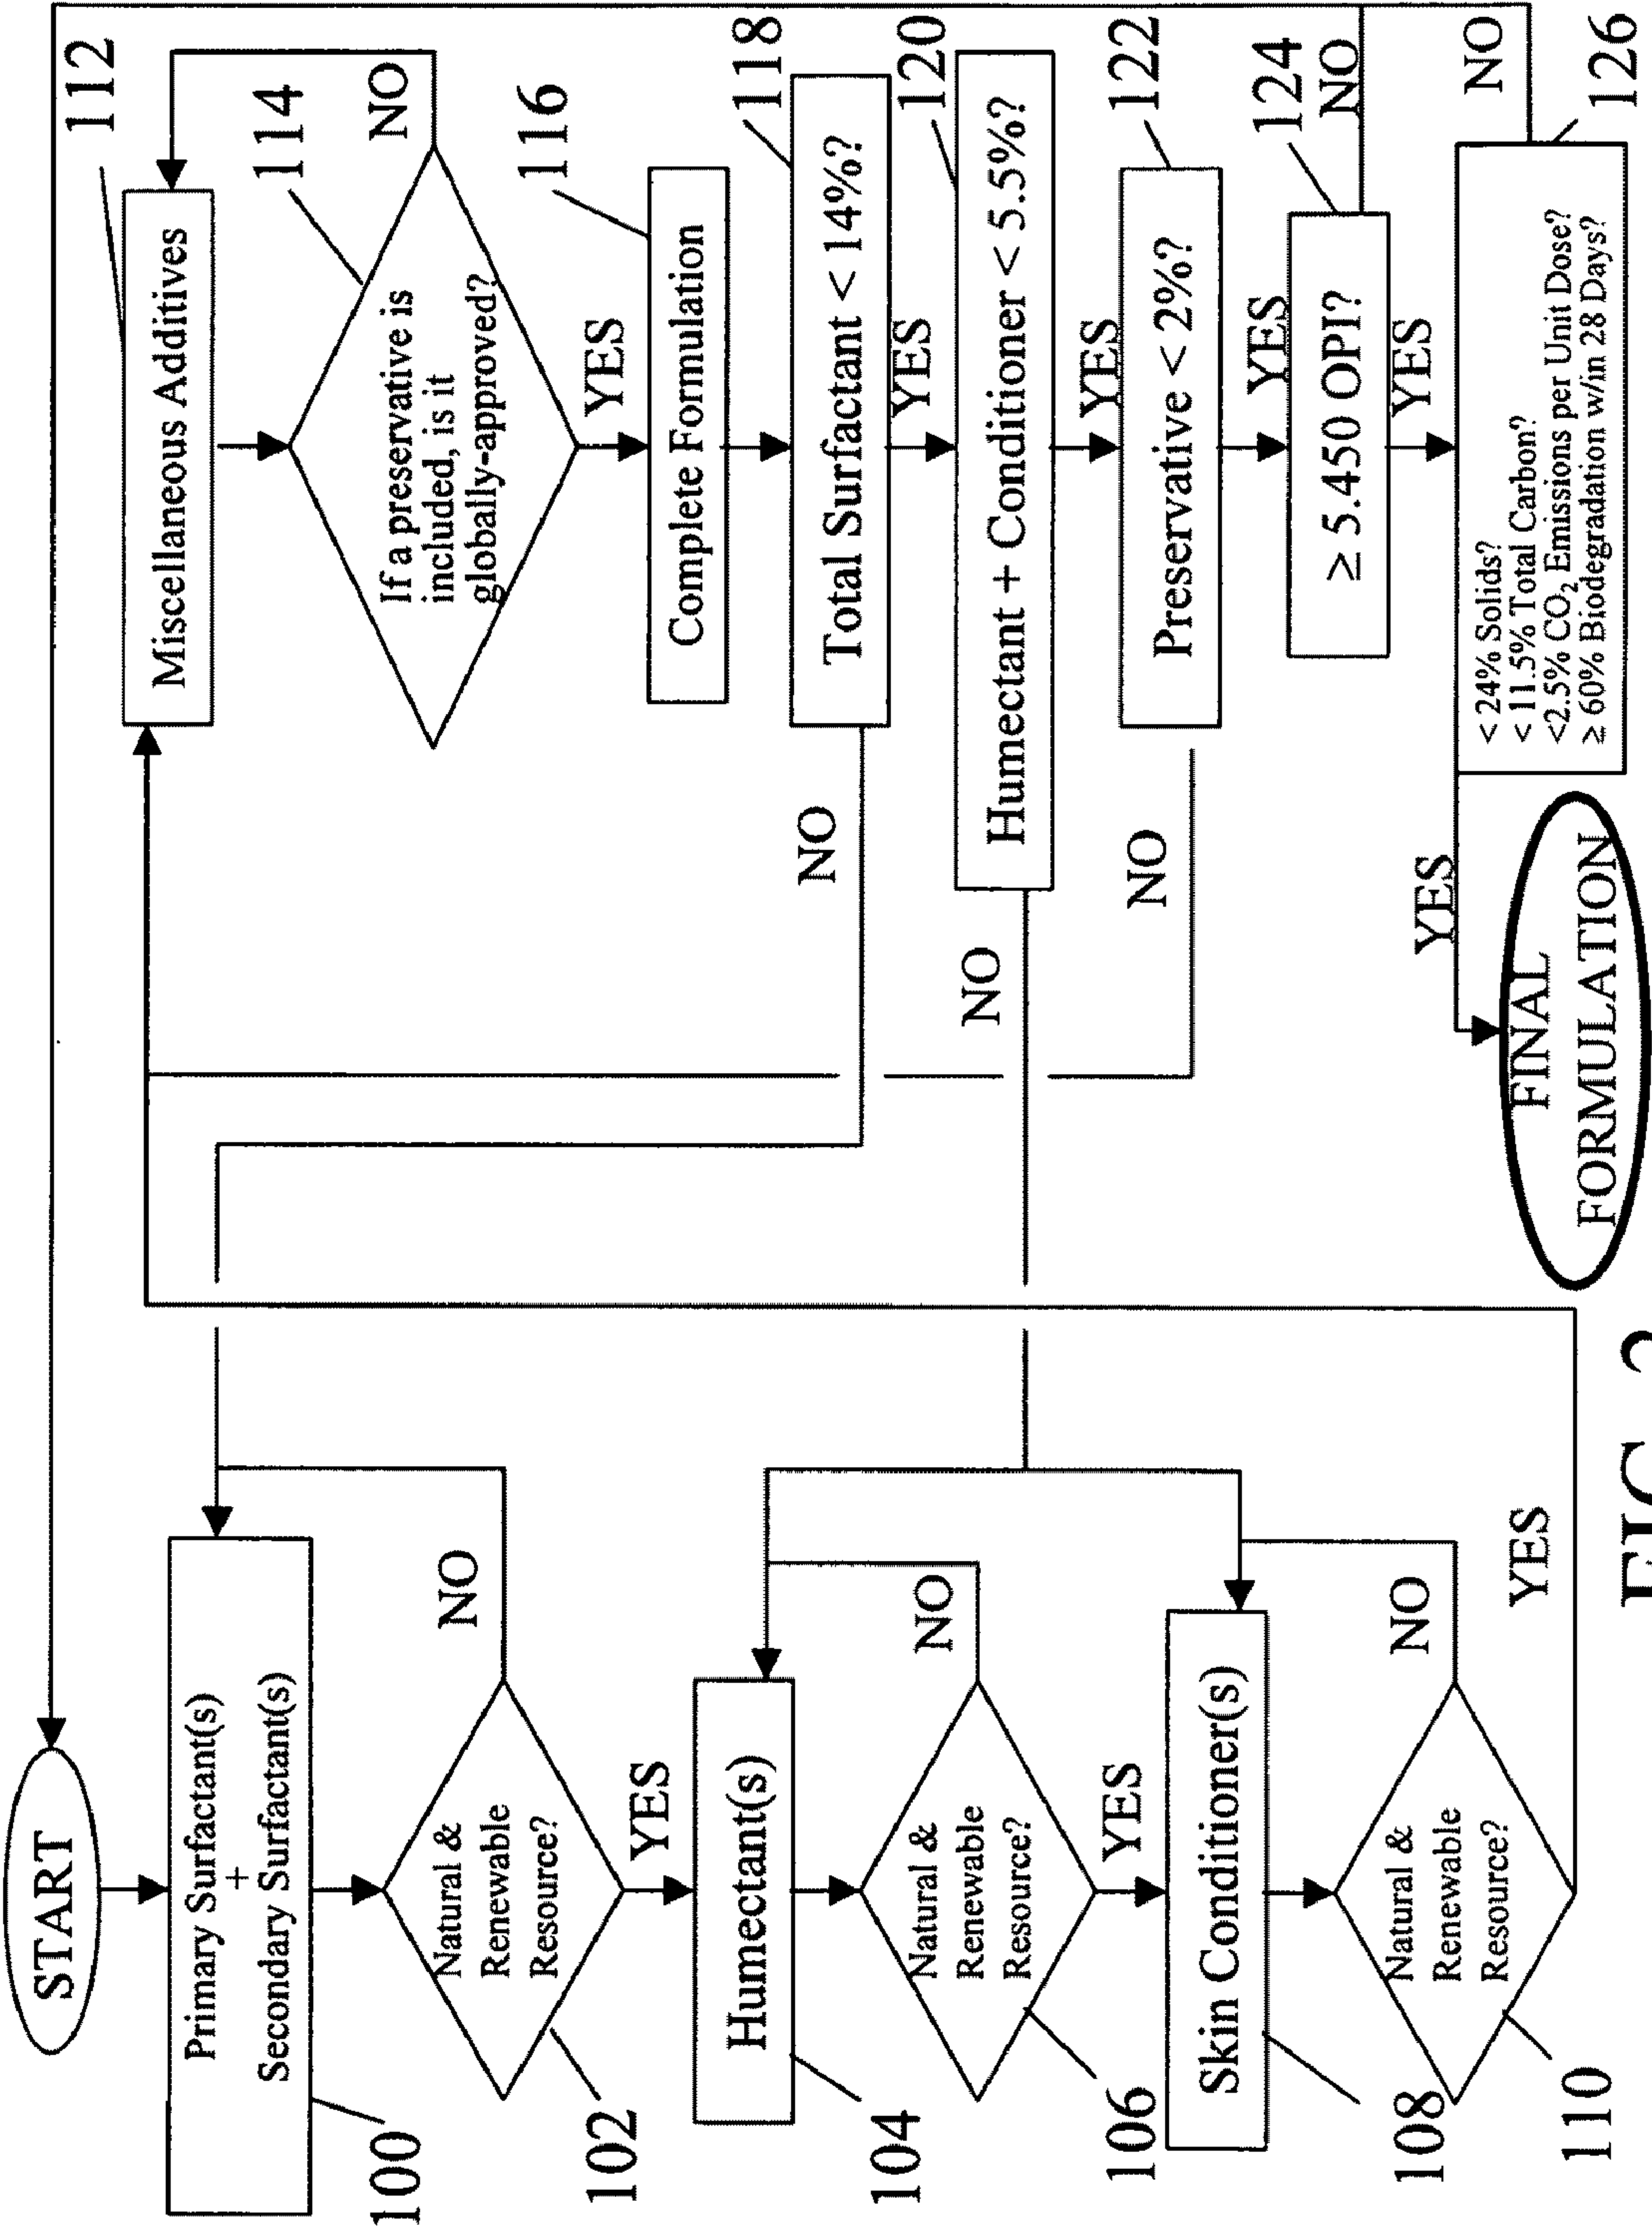 START
Primary Surfactant(s)
+
Secondary Surfactant(s)
100
Natural &
Renewable
Resource?
102
NO
YES
Humectant(s)
104
Natural &
Renewable
Resource?
106
NO
YES
Skin Conditioner(s)
108
Natural &
Renewable
Resource?
110
NO
YES
112
Miscellaneous Additives
114
If a preservative is
included, is it
globally-approved?
NO
YES
116
Complete Formulation
118
Total Surfactant < 14%?
NO
YES
120
Humectant + Conditioner < 5.5%?
NO
YES
122
Preservative < 2%?
NO
YES
124
≥ 5.450 OPI?
NO
YES
126
< 24% Solids?
< 11.5% Total Carbon?
<2.5% CO2 Emissions per Unit Dose?
≥ 60% Biodegradation w/in 28 Days?
NO
YES
FINAL
FORMULATION